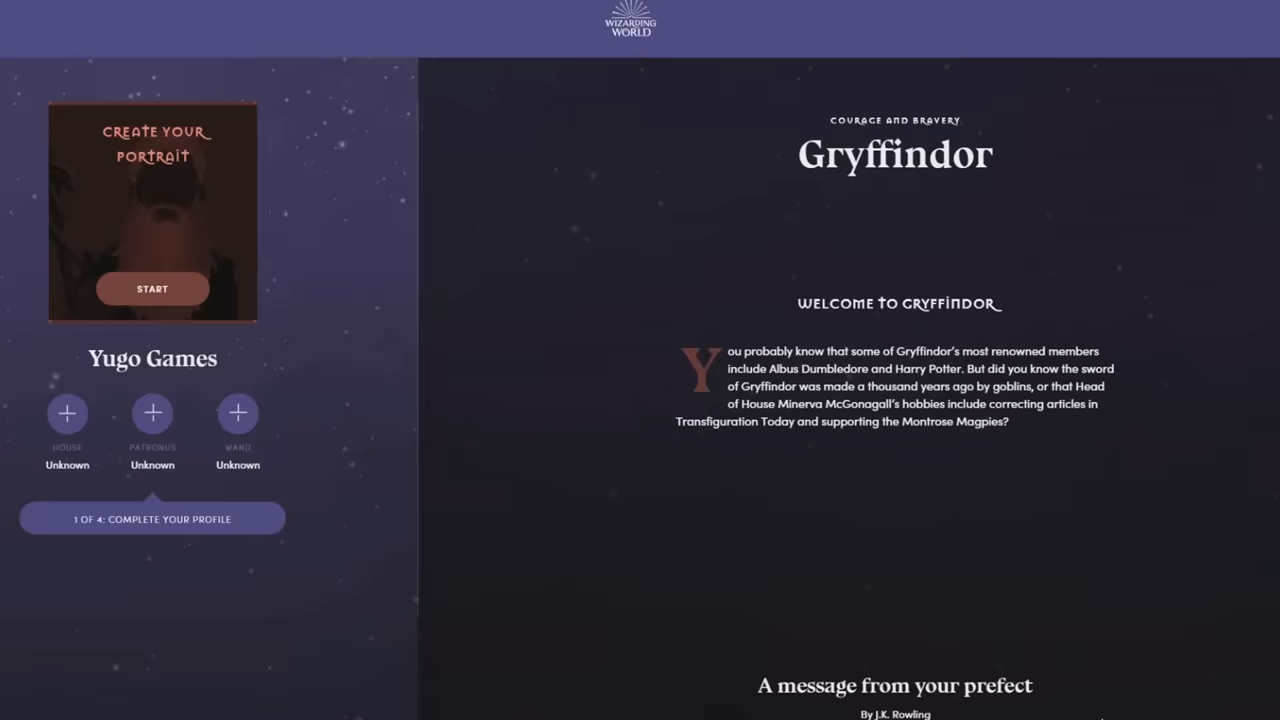 WIZARDING
WORLD
CREATE YOUR
PORTRAIT
START
Yugo Games
HOUSE
PATRONUS
WAND
Unknown
Unknown
Unknown
1 OF 4: COMPLETE YOUR PROFILE
COURAGE AND BRAVERY
Gryffindor
WELCOME TO GRYFFINDOR
You probably know that some of Gryffindor's most renowned members
include Albus Dumbledore and Harry Potter. But did you know the sword
of Gryffindor was made a thousand years ago by goblins, or that Head
of House Minerva McGonagall's hobbies include correcting articles in
Transfiguration Today and supporting the Montrose Magpies?
A message from your prefect
By J.K. Rowling